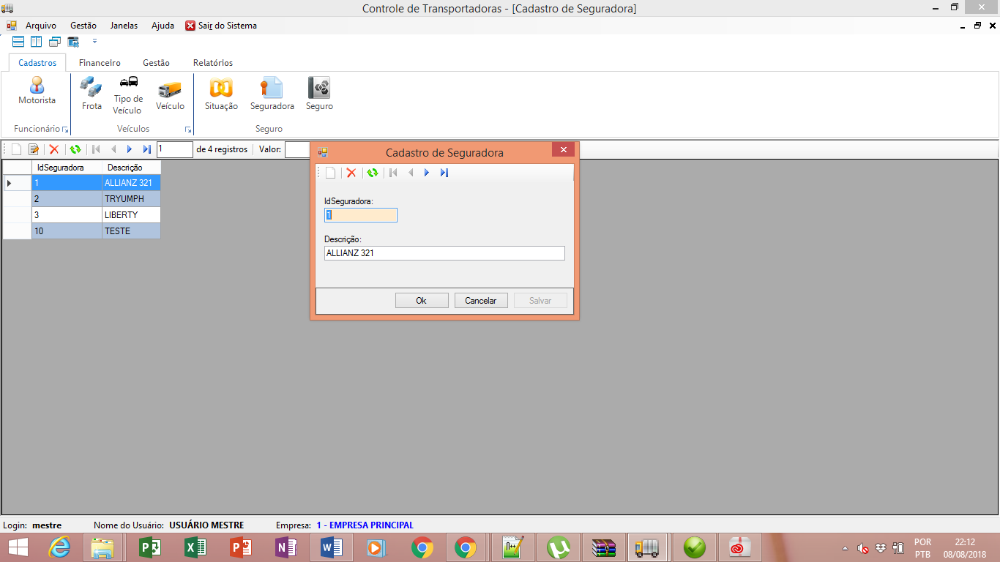 Controle de Transportadoras - [Cadastro de Seguradora]
Arquivo Gestão Janelas Ajuda Sair do Sistema
Cadastros Financeiro Gestão Relatórios
Motorista
Frota
Tipo de
Veículo
Veículo
Situação
Seguradora
Seguro
Funcionário Veículos Seguro
1 de 4 registros Valor:
IdSeguradora Descrição
1 ALLIANZ 321
2 TRYUMPH
3 LIBERTY
10 TESTE
Cadastro de Seguradora
IdSeguradora:
1
Descrição:
ALLIANZ 321
Ok Cancelar Salvar
Login: mestre Nome do Usuário: USUÁRIO MESTRE Empresa: 1 - EMPRESA PRINCIPAL
POR 22:12
PTB 08/08/2018